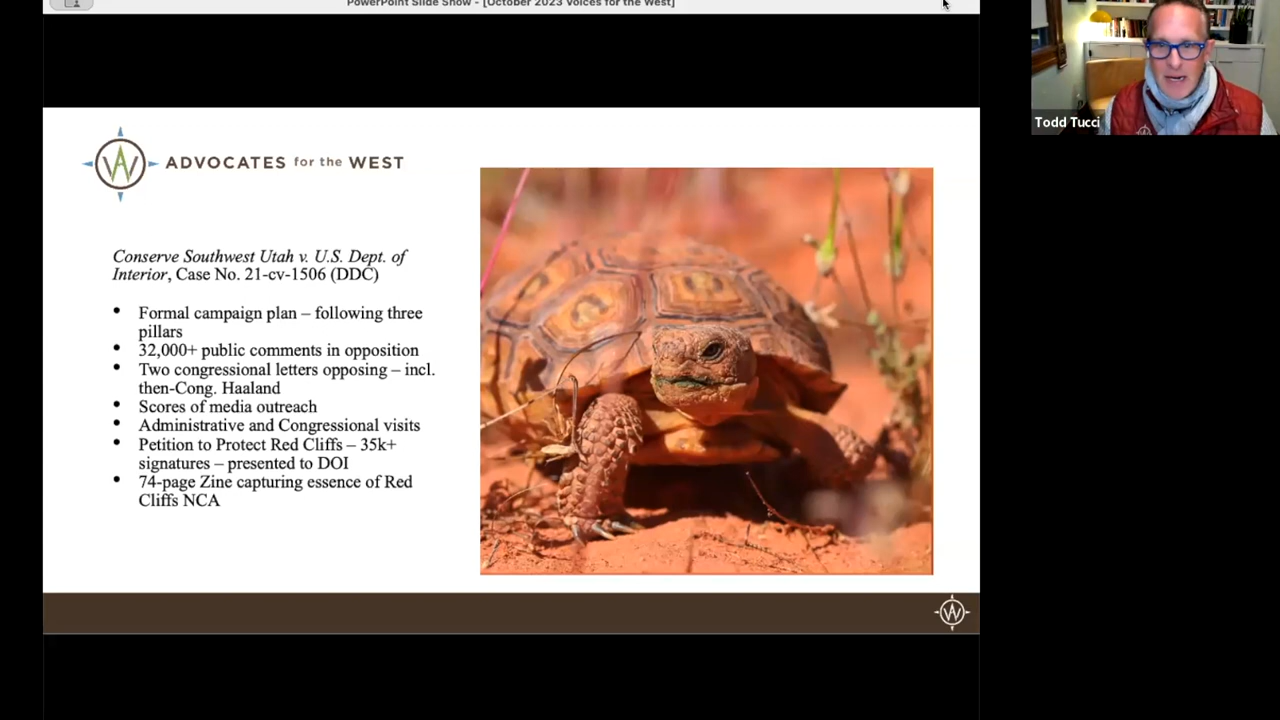 PowerPoint Slide Show - [October 2023 Voices for the West]
Todd Tucci
ADVOCATES for the WEST
Conserve Southwest Utah v. U.S. Dept. of
Interior, Case No. 21-cv-1506 (DDC)
• Formal campaign plan – following three
pillars
• 32,000+ public comments in opposition
• Two congressional letters opposing – incl.
then-Cong. Haaland
• Scores of media outreach
• Administrative and Congressional visits
• Petition to Protect Red Cliffs – 35k+
signatures – presented to DOI
• 74-page Zine capturing essence of Red
Cliffs NCA